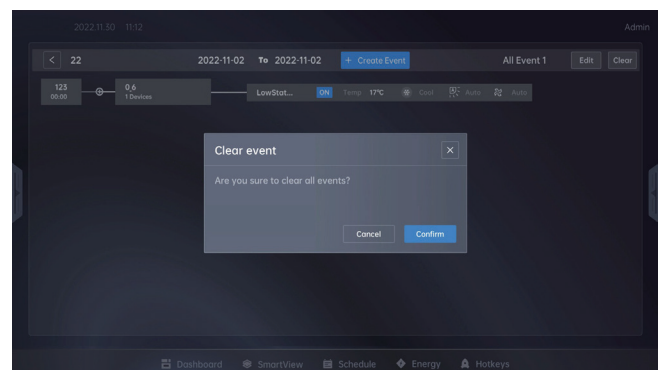 2022.11.30 11:12 Admin
22 2022-11-02 To 2022-11-02 + Create Event All Event 1 Edit Clear
123 0_6 LowStat... ON Temp 17°C Cool Auto Auto
00:00 1 Devices
Clear event
Are you sure to clear all events?
Cancel Confirm
Dashboard SmartView Schedule Energy Hotkeys